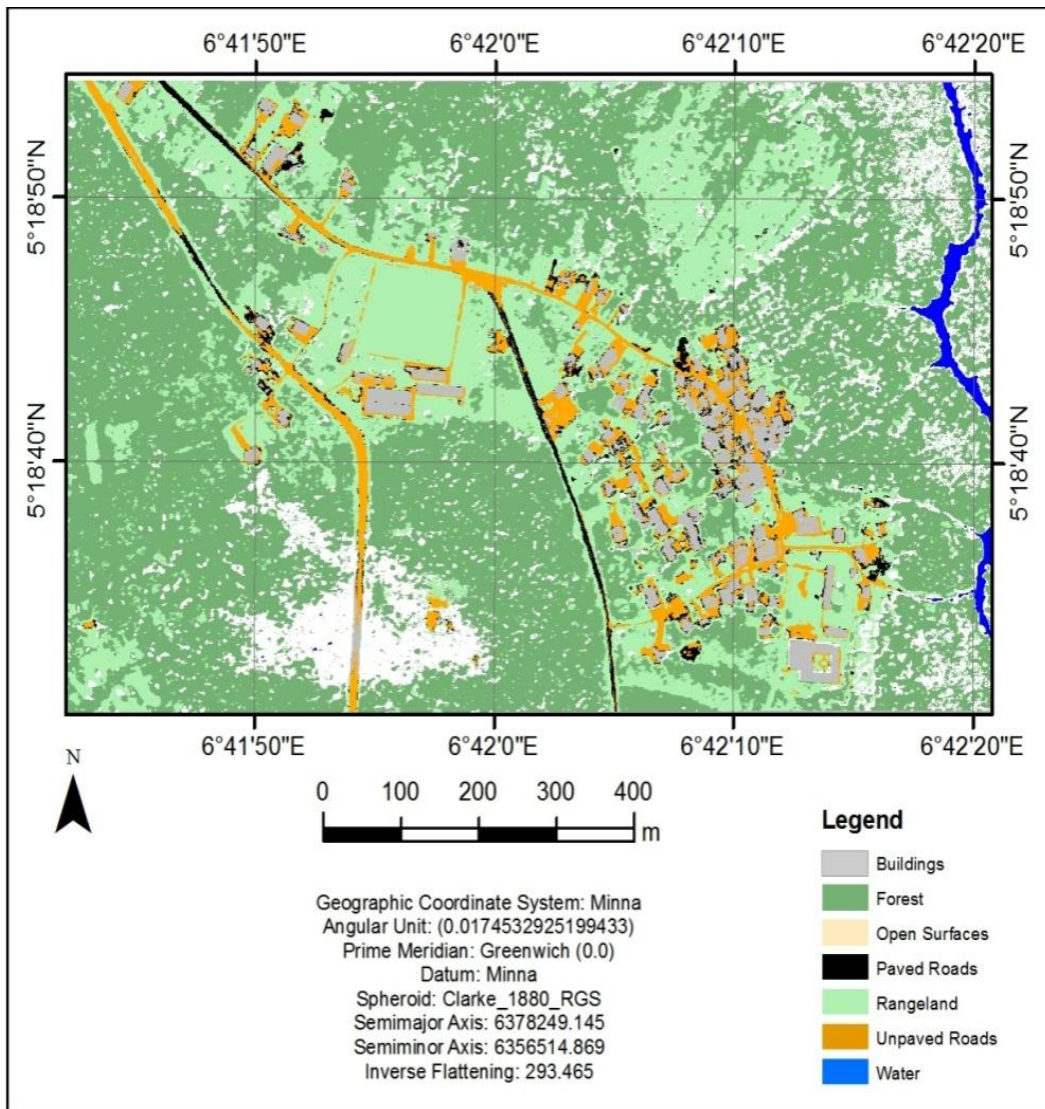 6°41'50"E 6°42'0"E 6°42'10"E 6°42'20"E
5°18'50"N 5°18'50"N
5°18'40"N 5°18'40"N
6°41'50"E 6°42'0"E 6°42'10"E 6°42'20"E
N
0 100 200 300 400
m
Legend
Buildings
Forest
Open Surfaces
Paved Roads
Rangeland
Unpaved Roads
Water
Geographic Coordinate System: Minna
Angular Unit: (0.0174532925199433)
Prime Meridian: Greenwich (0.0)
Datum: Minna
Spheroid: Clarke_1880_RGS
Semimajor Axis: 6378249.145
Semiminor Axis: 6356514.869
Inverse Flattening: 293.465